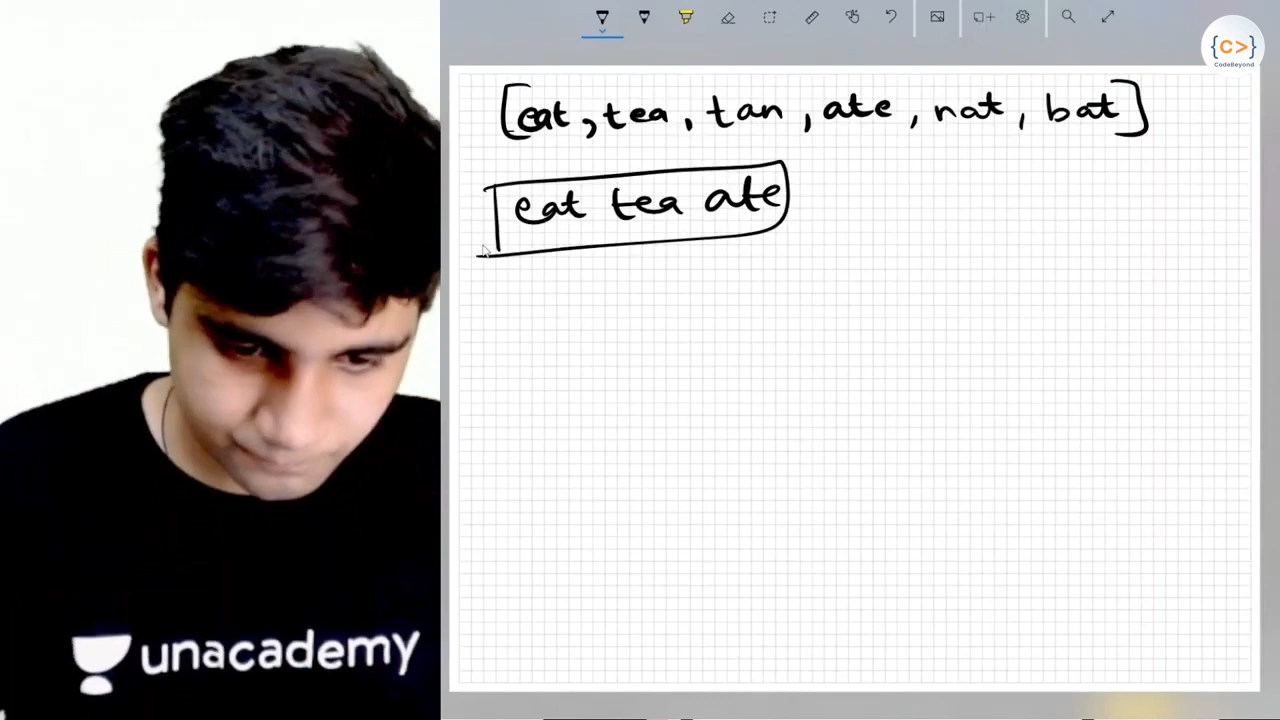 {C>}
CodeBeyond
[eat, tea, tan, ate, nat, bat]
eat tea ate
unacademy